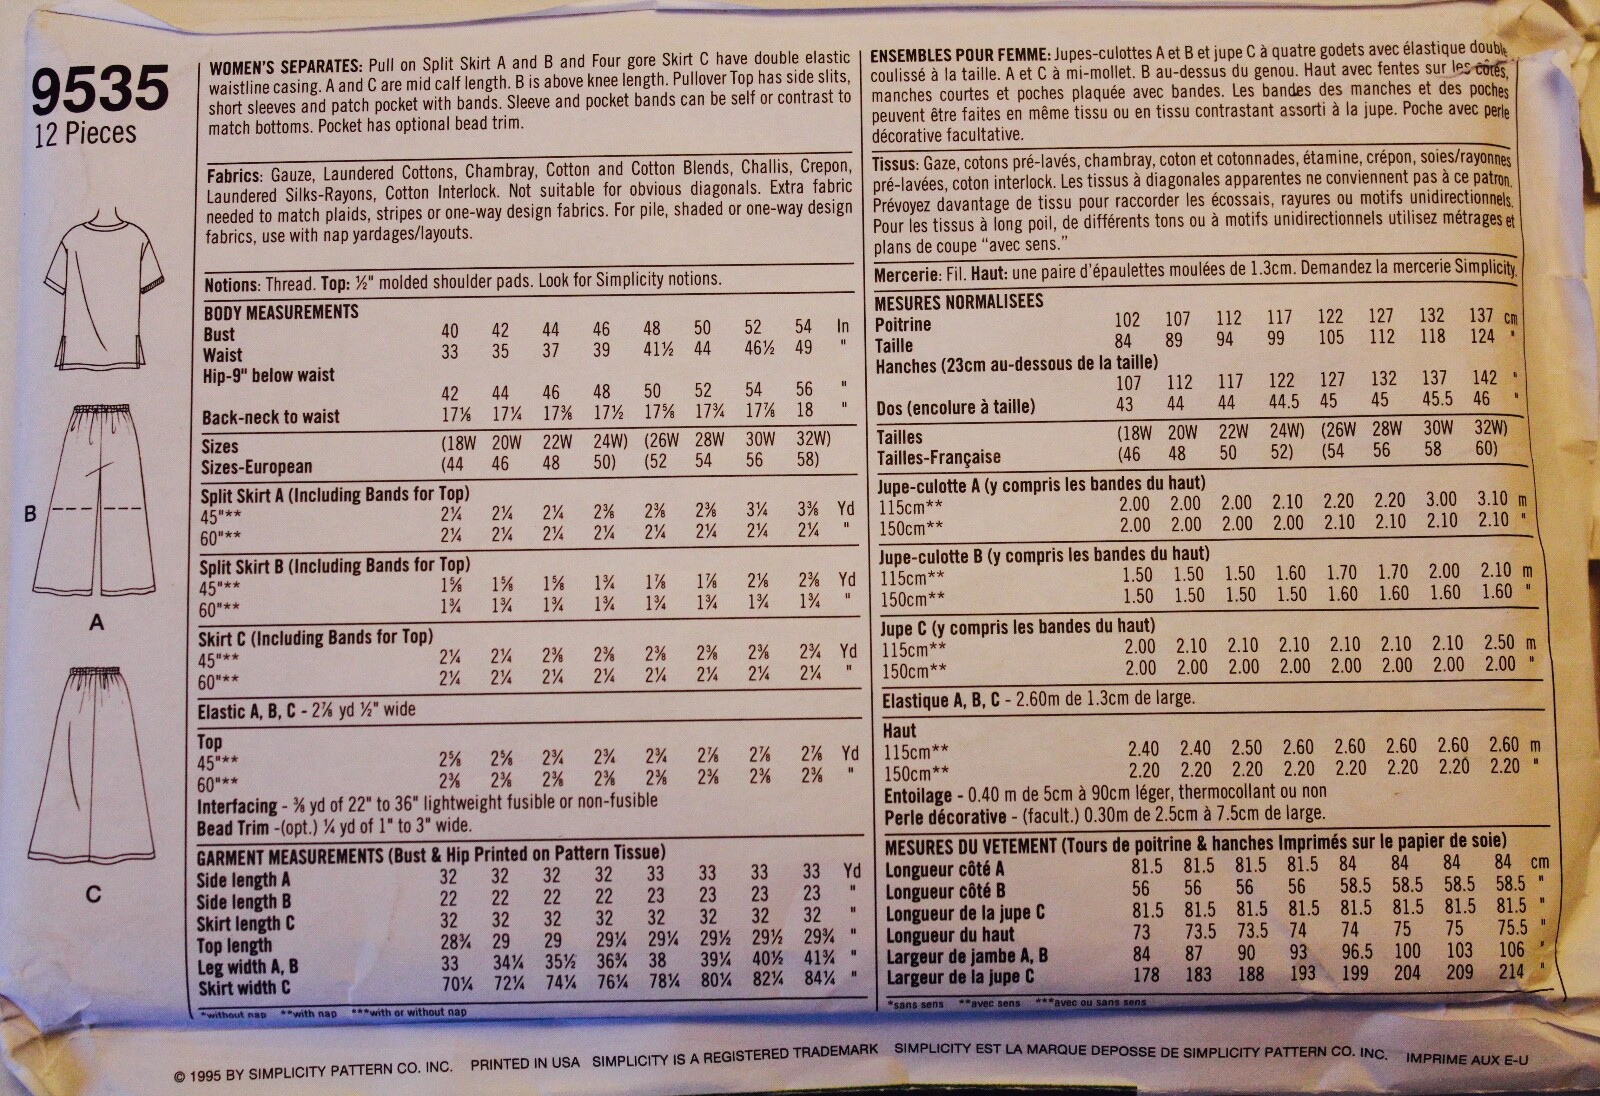 9535
12 Pieces
WOMEN'S SEPARATES: Pull on Split Skirt A and B and Four gore Skirt C have double elastic
waistline casing. A and C are mid calf length. B is above knee length. Pullover Top has side slits,
short sleeves and patch pocket with bands. Sleeve and pocket bands can be self or contrast to
match bottoms. Pocket has optional bead trim.
Fabrics: Gauze, Laundered Cottons, Chambray, Cotton and Cotton Blends, Challis, Crepon,
Laundered Silks-Rayons, Cotton Interlock. Not suitable for obvious diagonals. Extra fabric
needed to match plaids, stripes or one-way design fabrics. For pile, shaded or one-way design
fabrics, use with nap yardages/layouts.
Notions: Thread. Top: ½" molded shoulder pads. Look for Simplicity notions.
BODY MEASUREMENTS
Bust 40 42 44 46 48 50 52 54 In
Waist 33 35 37 39 41½ 44 46½ 49 "
Hip-9" below waist
42 44 46 48 50 52 54 56 "
Back-neck to waist 17⅛ 17¼ 17⅜ 17½ 17⅝ 17¾ 17⅞ 18 "
Sizes (18W 20W 22W 24W) (26W 28W 30W 32W)
Sizes-European (44 46 48 50) (52 54 56 58)
Split Skirt A (Including Bands for Top)
45"** 2¼ 2¼ 2¼ 2⅜ 2⅜ 2⅜ 3¼ 3⅜ Yd
60"** 2¼ 2¼ 2¼ 2¼ 2¼ 2¼ 2¼ 2¼ "
Split Skirt B (Including Bands for Top)
45"** 1⅝ 1⅝ 1⅝ 1¾ 1⅞ 1⅞ 2⅛ 2⅜ Yd
60"** 1¾ 1¾ 1¾ 1¾ 1¾ 1¾ 1¾ 1¾ "
Skirt C (Including Bands for Top)
45"** 2¼ 2¼ 2⅜ 2⅜ 2⅜ 2⅜ 2⅜ 2¾ Yd
60"** 2¼ 2¼ 2¼ 2¼ 2¼ 2¼ 2¼ 2¼ "
Elastic A, B, C - 2⅞ yd ½" wide
Top
45"** 2⅝ 2⅝ 2¾ 2¾ 2¾ 2⅞ 2⅞ 2⅞ Yd
60"** 2⅜ 2⅜ 2⅜ 2⅜ 2⅜ 2⅜ 2⅜ 2⅜ "
Interfacing - ⅜ yd of 22" to 36" lightweight fusible or non-fusible
Bead Trim -(opt.) ¼ yd of 1" to 3" wide.
GARMENT MEASUREMENTS (Bust & Hip Printed on Pattern Tissue)
Side length A 32 32 32 32 33 33 33 33 Yd
Side length B 22 22 22 22 23 23 23 23 "
Skirt length C 32 32 32 32 32 32 32 32 "
Top length 28¾ 29 29 29¼ 29¼ 29½ 29½ 29¾ "
Leg width A, B 33 34¼ 35½ 36¾ 38 39¼ 40½ 41¾ "
Skirt width C 70¼ 72¼ 74¼ 76¼ 78¼ 80¼ 82¼ 84¼ "
*without nap **with nap ***with or without nap
B
A
C
ENSEMBLES POUR FEMME: Jupes-culottes A et B et jupe C à quatre godets avec élastique double
coulissé à la taille. A et C à mi-mollet. B au-dessus du genou. Haut avec fentes sur les côtés,
manches courtes et poches plaquée avec bandes. Les bandes des manches et des poches
peuvent être faites en même tissu ou en tissu contrastant assorti à la jupe. Poche avec perle
décorative facultative.
Tissus: Gaze, cotons pré-lavés, chambray, coton et cotonnades, étamine, crépon, soies/rayonnes
pré-lavées, coton interlock. Les tissus à diagonales apparentes ne conviennent pas à ce patron.
Prévoyez davantage de tissu pour raccorder les écossais, rayures ou motifs unidirectionnels.
Pour les tissus à long poil, de différents tons ou à motifs unidirectionnels utilisez métrages et
plans de coupe "avec sens."
Mercerie: Fil. Haut: une paire d'épaulettes moulées de 1.3cm. Demandez la mercerie Simplicity.
MESURES NORMALISEES
Poitrine 102 107 112 117 122 127 132 137 cm
Taille 84 89 94 99 105 112 118 124 "
Hanches (23cm au-dessous de la taille)
107 112 117 122 127 132 137 142 "
Dos (encolure à taille) 43 44 44 44.5 45 45 45.5 46 "
Tailles (18W 20W 22W 24W) (26W 28W 30W 32W)
Tailles-Française (46 48 50 52) (54 56 58 60)
Jupe-culotte A (y compris les bandes du haut)
115cm** 2.00 2.00 2.00 2.10 2.20 2.20 3.00 3.10 m
150cm** 2.00 2.00 2.00 2.00 2.10 2.10 2.10 2.10 "
Jupe-culotte B (y compris les bandes du haut)
115cm** 1.50 1.50 1.50 1.60 1.70 1.70 2.00 2.10 m
150cm** 1.50 1.50 1.50 1.50 1.60 1.60 1.60 1.60 "
Jupe C (y compris les bandes du haut)
115cm** 2.00 2.10 2.10 2.10 2.10 2.10 2.10 2.50 m
150cm** 2.00 2.00 2.00 2.00 2.00 2.00 2.00 2.00 "
Elastique A, B, C - 2.60m de 1.3cm de large.
Haut
115cm** 2.40 2.40 2.50 2.60 2.60 2.60 2.60 2.60 m
150cm** 2.20 2.20 2.20 2.20 2.20 2.20 2.20 2.20 "
Entoilage - 0.40 m de 5cm à 90cm léger, thermocollant ou non
Perle décorative - (facult.) 0.30m de 2.5cm à 7.5cm de large.
MESURES DU VETEMENT (Tours de poitrine & hanches Imprimés sur le papier de soie)
Longueur côté A 81.5 81.5 81.5 81.5 84 84 84 84 cm
Longueur côté B 56 56 56 56 58.5 58.5 58.5 58.5 "
Longueur de la jupe C 81.5 81.5 81.5 81.5 81.5 81.5 81.5 81.5 "
Longueur du haut 73 73.5 73.5 74 74 75 75 75.5 "
Largeur de jambe A, B 84 87 90 93 96.5 100 103 106 "
Largeur de la jupe C 178 183 188 193 199 204 209 214 "
*sans sens **avec sens ***avec ou sans sens
© 1995 BY SIMPLICITY PATTERN CO. INC. PRINTED IN USA SIMPLICITY IS A REGISTERED TRADEMARK SIMPLICITY EST LA MARQUE DEPOSSE DE SIMPLICITY PATTERN CO. INC. IMPRIME AUX E-U